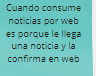 Cuando consume
noticias por web
es porque le llega
una noticia y la
confirma en web